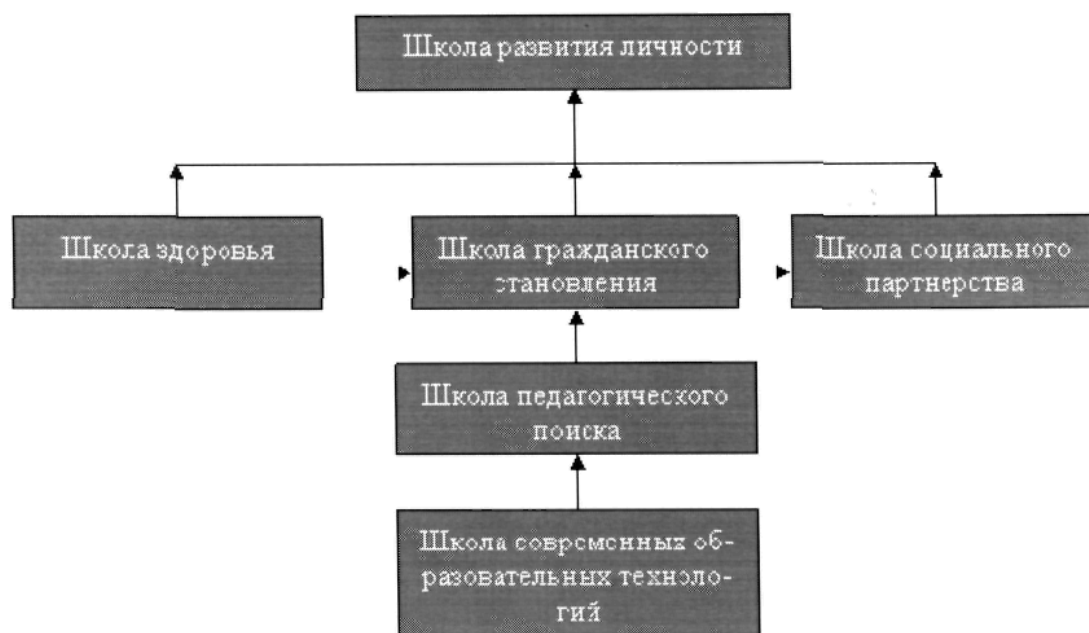 Школа развития личности
Школа здоровья
Школа гражданского
становления
Школа социального
партнерства
Школа педагогического
поиска
Школа современных об-
разовательных техноло-
гий